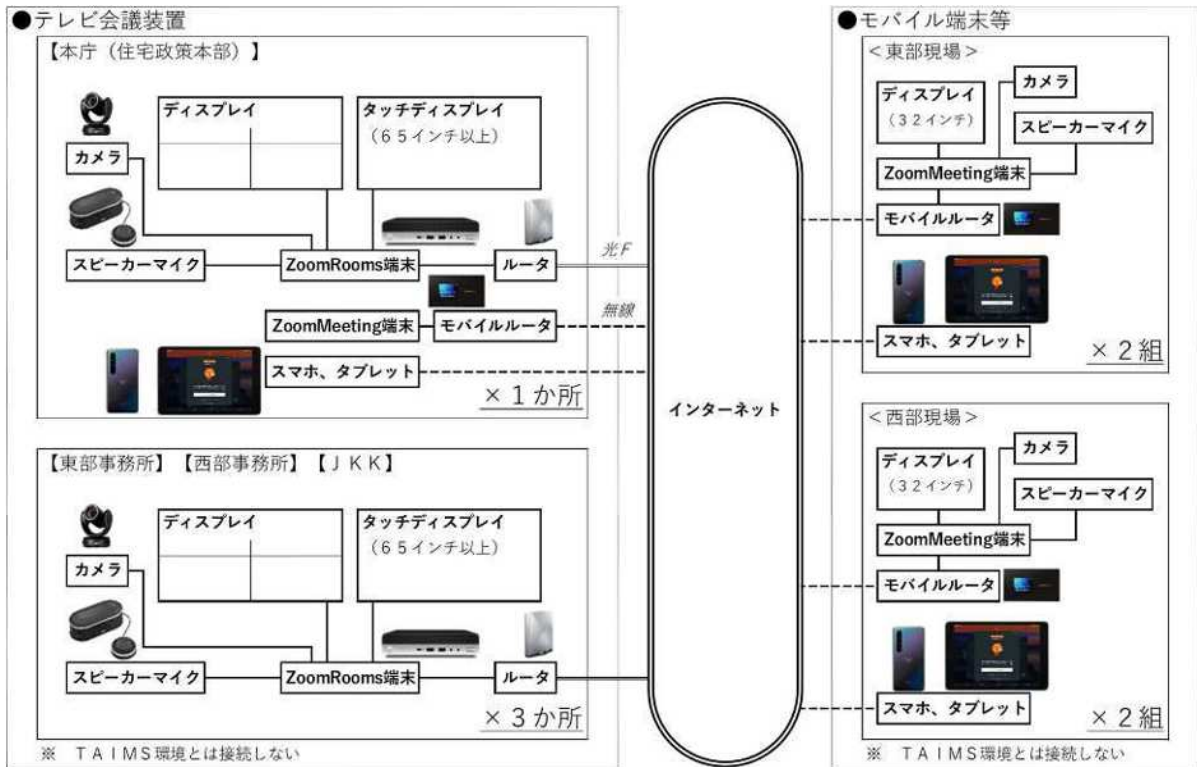 ●テレビ会議装置
【本庁（住宅政策本部）】
ディスプレイ
タッチディスプレイ
（６５インチ以上）
カメラ
スピーカーマイク
ZoomRooms端末
ルータ
光F
ZoomMeeting端末
モバイルルータ
無線
スマホ、タブレット
×１か所
【東部事務所】【西部事務所】【ＪＫＫ】
ディスプレイ
タッチディスプレイ
（６５インチ以上）
カメラ
スピーカーマイク
ZoomRooms端末
ルータ
×３か所
※　ＴＡＩＭＳ環境とは接続しない
インターネット
●モバイル端末等
＜東部現場＞
ディスプレイ
（３２インチ）
カメラ
スピーカーマイク
ZoomMeeting端末
モバイルルータ
スマホ、タブレット
×２組
＜西部現場＞
ディスプレイ
（３２インチ）
カメラ
スピーカーマイク
ZoomMeeting端末
モバイルルータ
スマホ、タブレット
×２組
※　ＴＡＩＭＳ環境とは接続しない